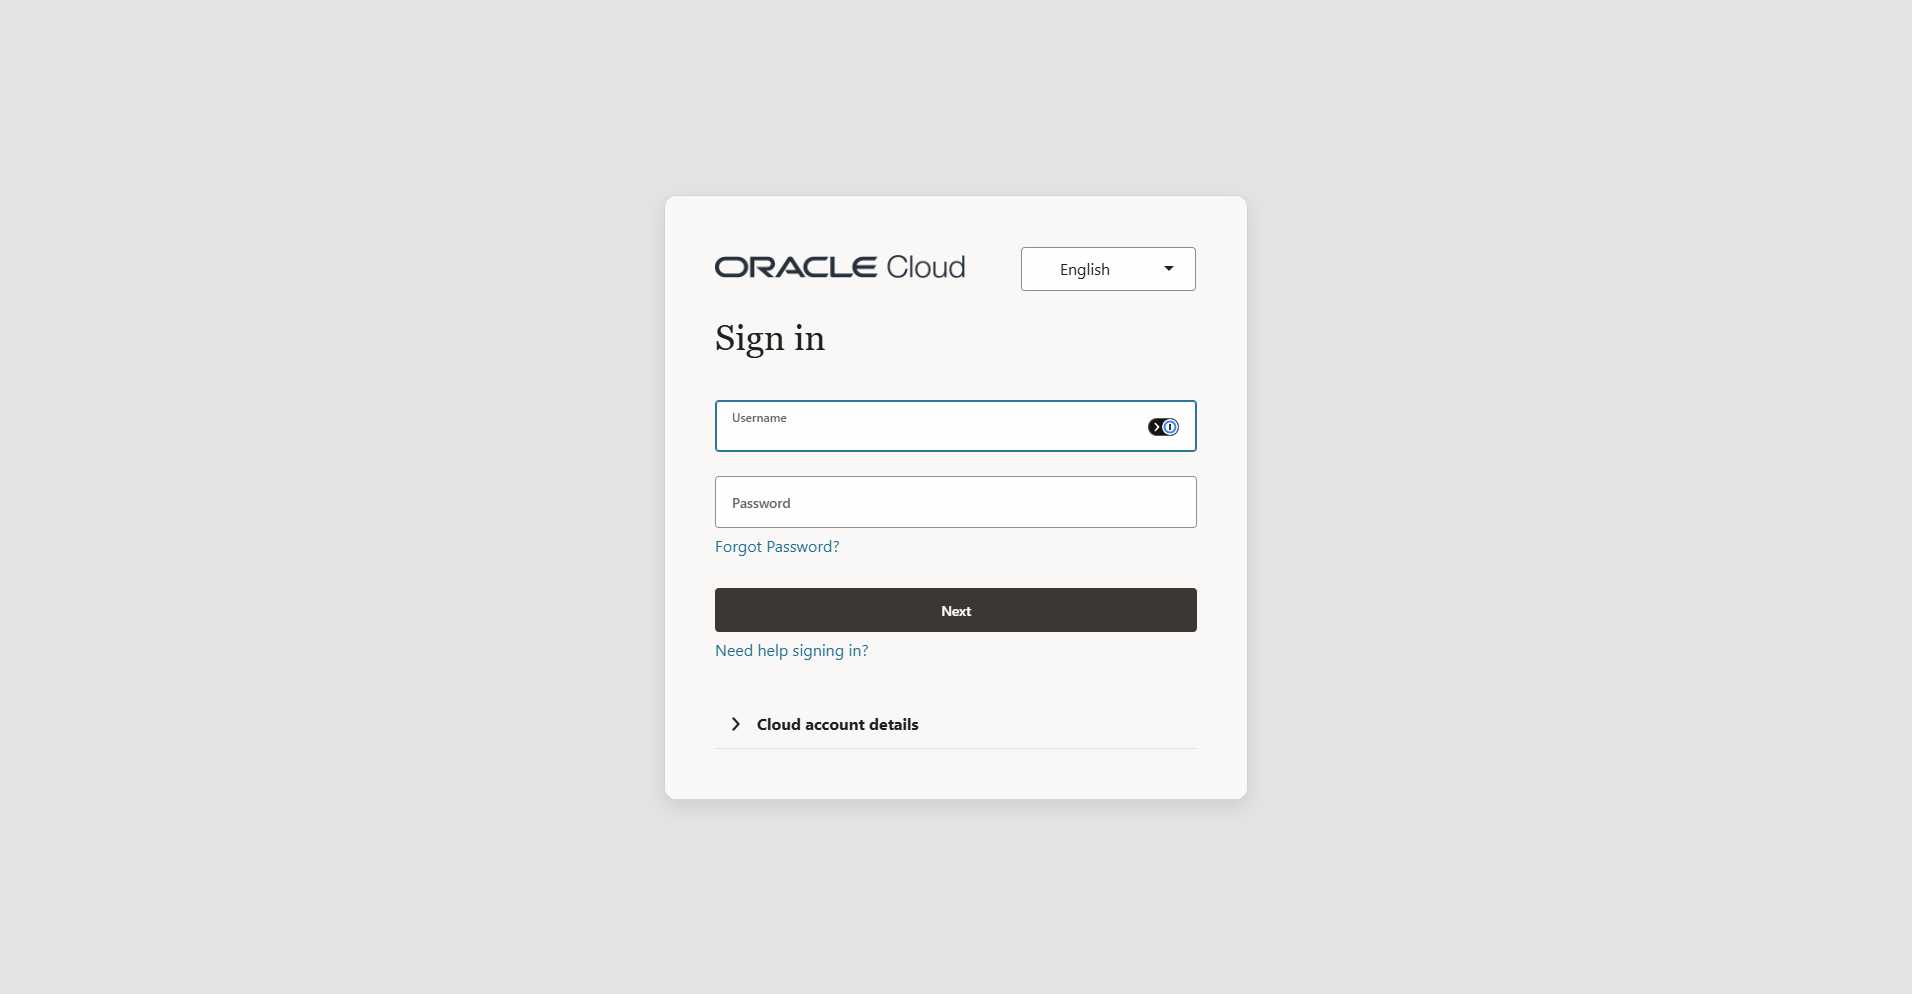 ORACLE Cloud
English
Sign in
Username
Password
Forgot Password?
Next
Need help signing in?
Cloud account details